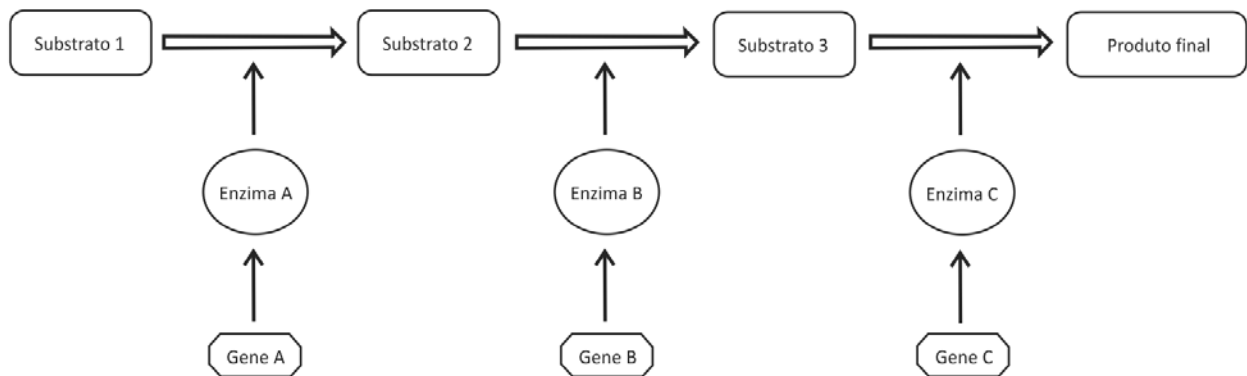 Substrato 1
Substrato 2
Substrato 3
Produto final
Enzima A
Enzima B
Enzima C
Gene A
Gene B
Gene C